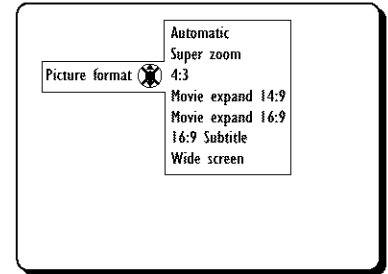 Automatic
Super zoom
Picture format 4:3
Movie expand 14:9
Movie expand 16:9
16:9 Subtitle
Wide screen